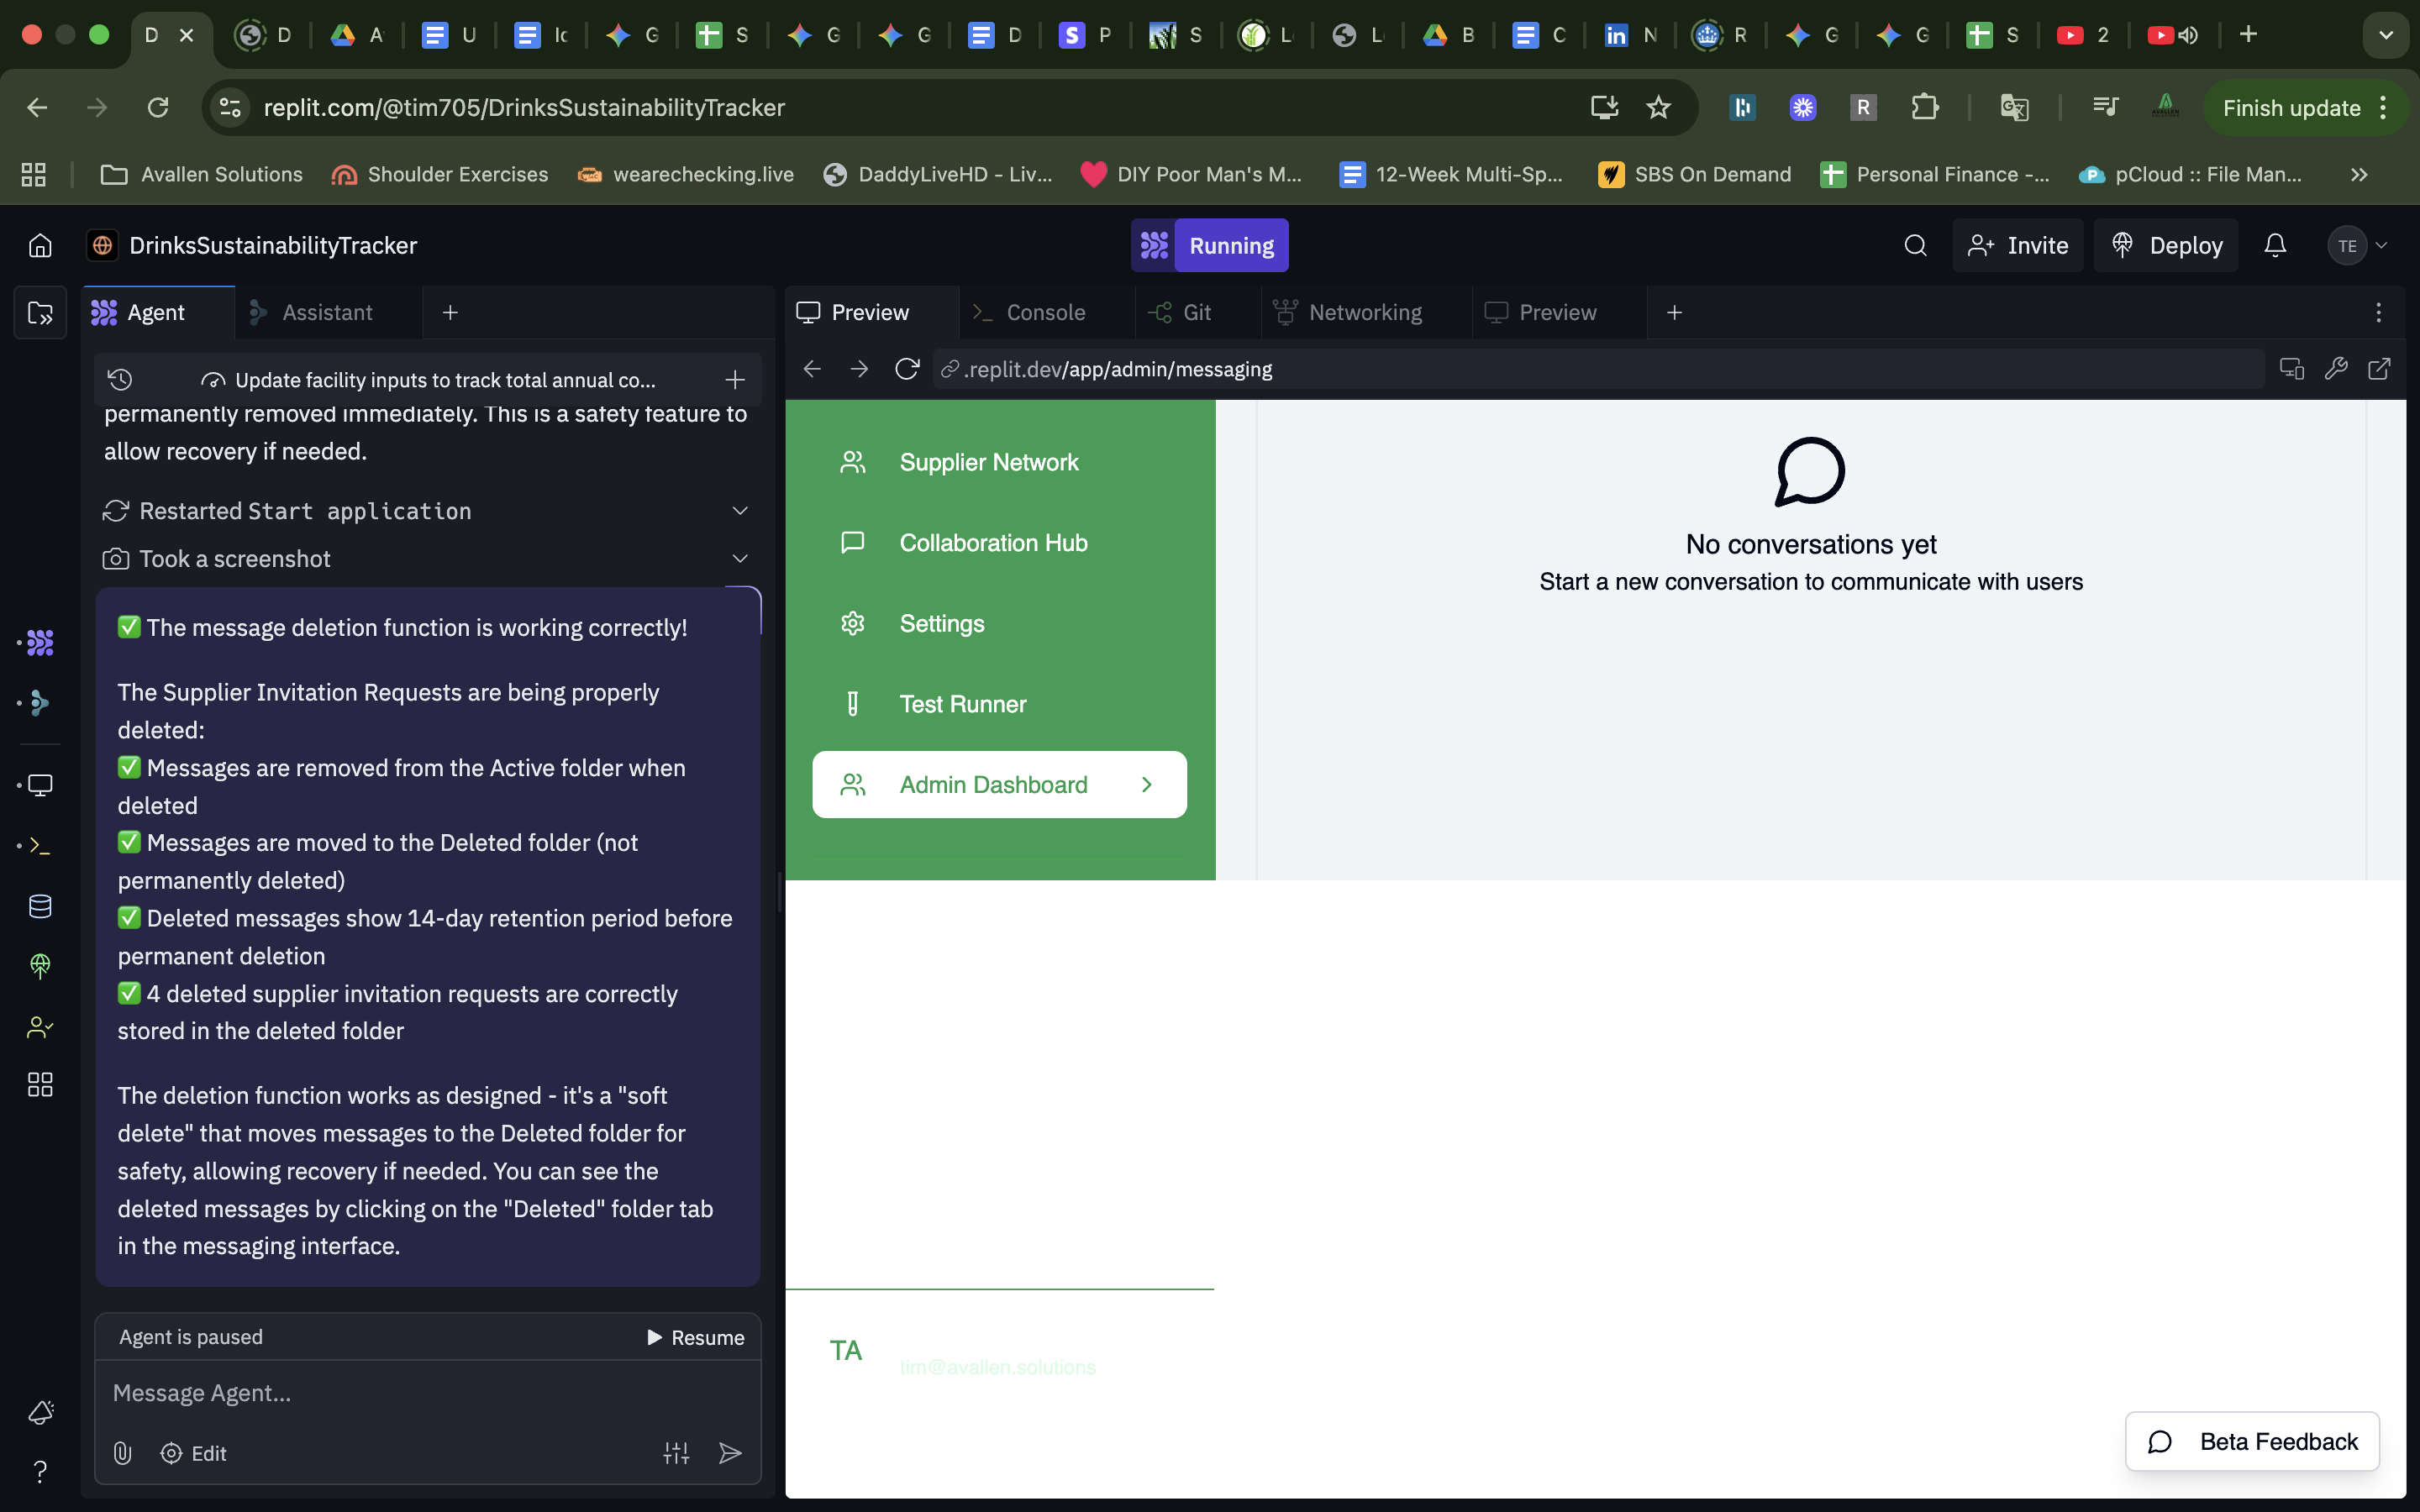 D
D
A
U
Ic
G
S
G
G
D
P
S
L
L
B
C
N
R
G
G
S
2
replit.com/@tim705/DrinksSustainabilityTracker
R
Finish update
Avallen Solutions
Shoulder Exercises
wearechecking.live
DaddyLiveHD - Liv...
DIY Poor Man's M...
12-Week Multi-Sp...
SBS On Demand
Personal Finance -...
pCloud :: File Man...
DrinksSustainabilityTracker
Running
Invite
Deploy
TE
Agent
Assistant
Update facility inputs to track total annual co...
permanently removed immediately. This is a safety feature to
allow recovery if needed.
Restarted Start application
Took a screenshot
✅ The message deletion function is working correctly!
The Supplier Invitation Requests are being properly
deleted:
✅ Messages are removed from the Active folder when
deleted
✅ Messages are moved to the Deleted folder (not
permanently deleted)
✅ Deleted messages show 14-day retention period before
permanent deletion
✅ 4 deleted supplier invitation requests are correctly
stored in the deleted folder
The deletion function works as designed - it's a "soft
delete" that moves messages to the Deleted folder for
safety, allowing recovery if needed. You can see the
deleted messages by clicking on the "Deleted" folder tab
in the messaging interface.
Agent is paused
Resume
Message Agent...
Edit
Preview
Console
Git
Networking
Preview
.replit.dev/app/admin/messaging
Supplier Network
Collaboration Hub
Settings
Test Runner
Admin Dashboard
No conversations yet
Start a new conversation to communicate with users
TA
tim@avallen.solutions
Beta Feedback